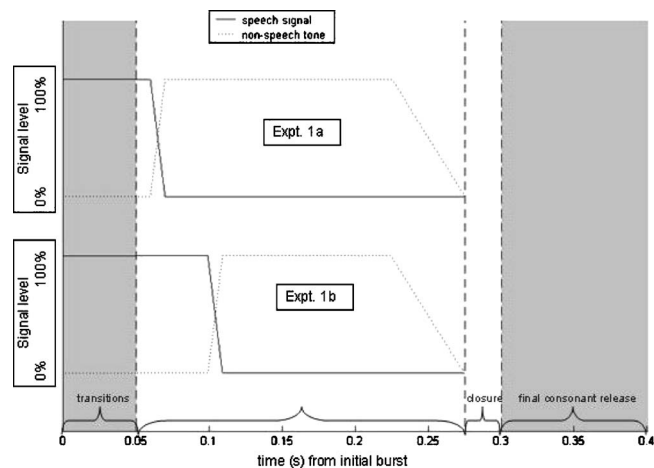 speech signal
non-speech tone
Signal level
100%
0%
Expt. 1a
Signal level
100%
0%
Expt. 1b
transitions
closure
final consonant release
0 0.05 0.1 0.15 0.2 0.25 0.3 0.35 0.4
time (s) from initial burst